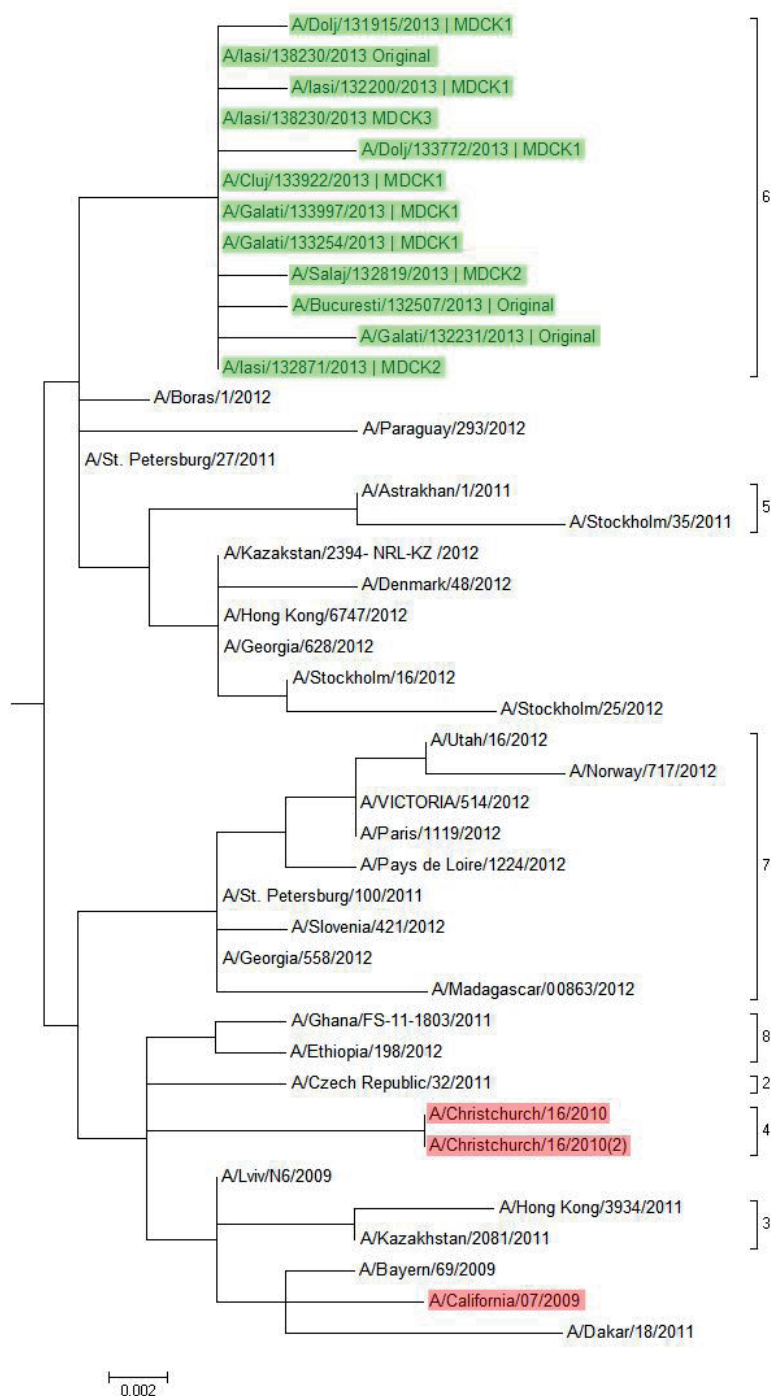 A/Dolj/131915/2013 | MDCK1
A/Iasi/138230/2013 Original
A/Iasi/132200/2013 | MDCK1
A/Iasi/138230/2013 MDCK3
A/Dolj/133772/2013 | MDCK1
A/Cluj/133922/2013 | MDCK1
6
A/Galati/133997/2013 | MDCK1
A/Galati/133254/2013 | MDCK1
A/Salaj/132819/2013 | MDCK2
A/Bucuresti/132507/2013 | Original
A/Galati/132231/2013 | Original
A/Iasi/132871/2013 | MDCK2
A/Boras/1/2012
A/Paraguay/293/2012
A/St. Petersburg/27/2011
A/Astrakhan/1/2011
5
A/Stockholm/35/2011
A/Kazakstan/2394- NRL-KZ /2012
A/Denmark/48/2012
A/Hong Kong/6747/2012
A/Georgia/628/2012
A/Stockholm/16/2012
A/Stockholm/25/2012
A/Utah/16/2012
A/Norway/717/2012
A/VICTORIA/514/2012
A/Paris/1119/2012
A/Pays de Loire/1224/2012
7
A/St. Petersburg/100/2011
A/Slovenia/421/2012
A/Georgia/558/2012
A/Madagascar/00863/2012
A/Ghana/FS-11-1803/2011
8
A/Ethiopia/198/2012
A/Czech Republic/32/2011
2
A/Christchurch/16/2010
4
A/Christchurch/16/2010(2)
A/Lviv/N6/2009
A/Hong Kong/3934/2011
3
A/Kazakhstan/2081/2011
A/Bayern/69/2009
A/California/07/2009
A/Dakar/18/2011
0.002